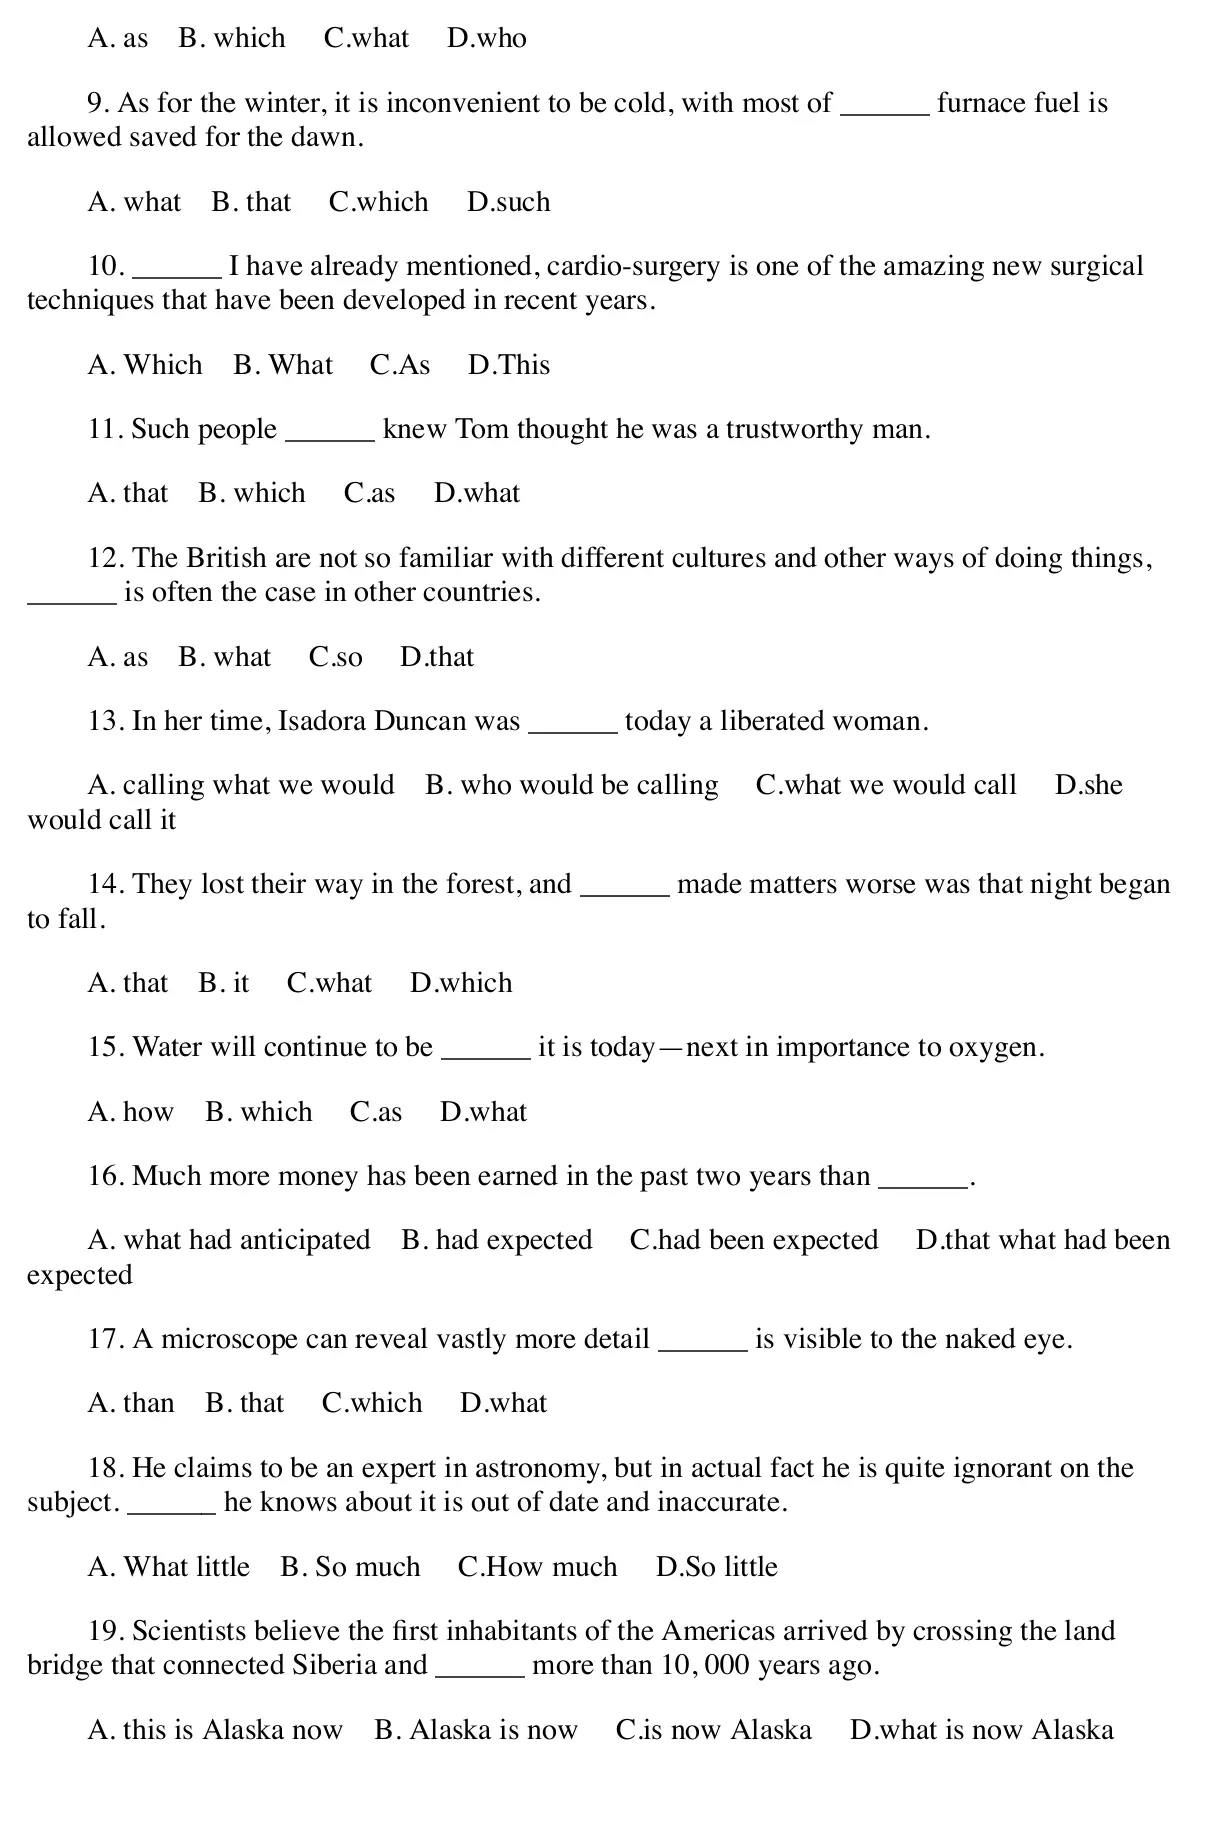 A. as B. which C.what D.who
9. As for the winter, it is inconvenient to be cold, with most of ______ furnace fuel is
allowed saved for the dawn.
A. what B. that C.which D.such
10. ______ I have already mentioned, cardio-surgery is one of the amazing new surgical
techniques that have been developed in recent years.
A. Which B. What C.As D.This
11. Such people ______ knew Tom thought he was a trustworthy man.
A. that B. which C.as D.what
12. The British are not so familiar with different cultures and other ways of doing things,
______ is often the case in other countries.
A. as B. what C.so D.that
13. In her time, Isadora Duncan was ______ today a liberated woman.
A. calling what we would B. who would be calling C.what we would call D.she
would call it
14. They lost their way in the forest, and ______ made matters worse was that night began
to fall.
A. that B. it C.what D.which
15. Water will continue to be ______ it is today—next in importance to oxygen.
A. how B. which C.as D.what
16. Much more money has been earned in the past two years than ______.
A. what had anticipated B. had expected C.had been expected D.that what had been
expected
17. A microscope can reveal vastly more detail ______ is visible to the naked eye.
A. than B. that C.which D.what
18. He claims to be an expert in astronomy, but in actual fact he is quite ignorant on the
subject. ______ he knows about it is out of date and inaccurate.
A. What little B. So much C.How much D.So little
19. Scientists believe the first inhabitants of the Americas arrived by crossing the land
bridge that connected Siberia and ______ more than 10, 000 years ago.
A. this is Alaska now B. Alaska is now C.is now Alaska D.what is now Alaska